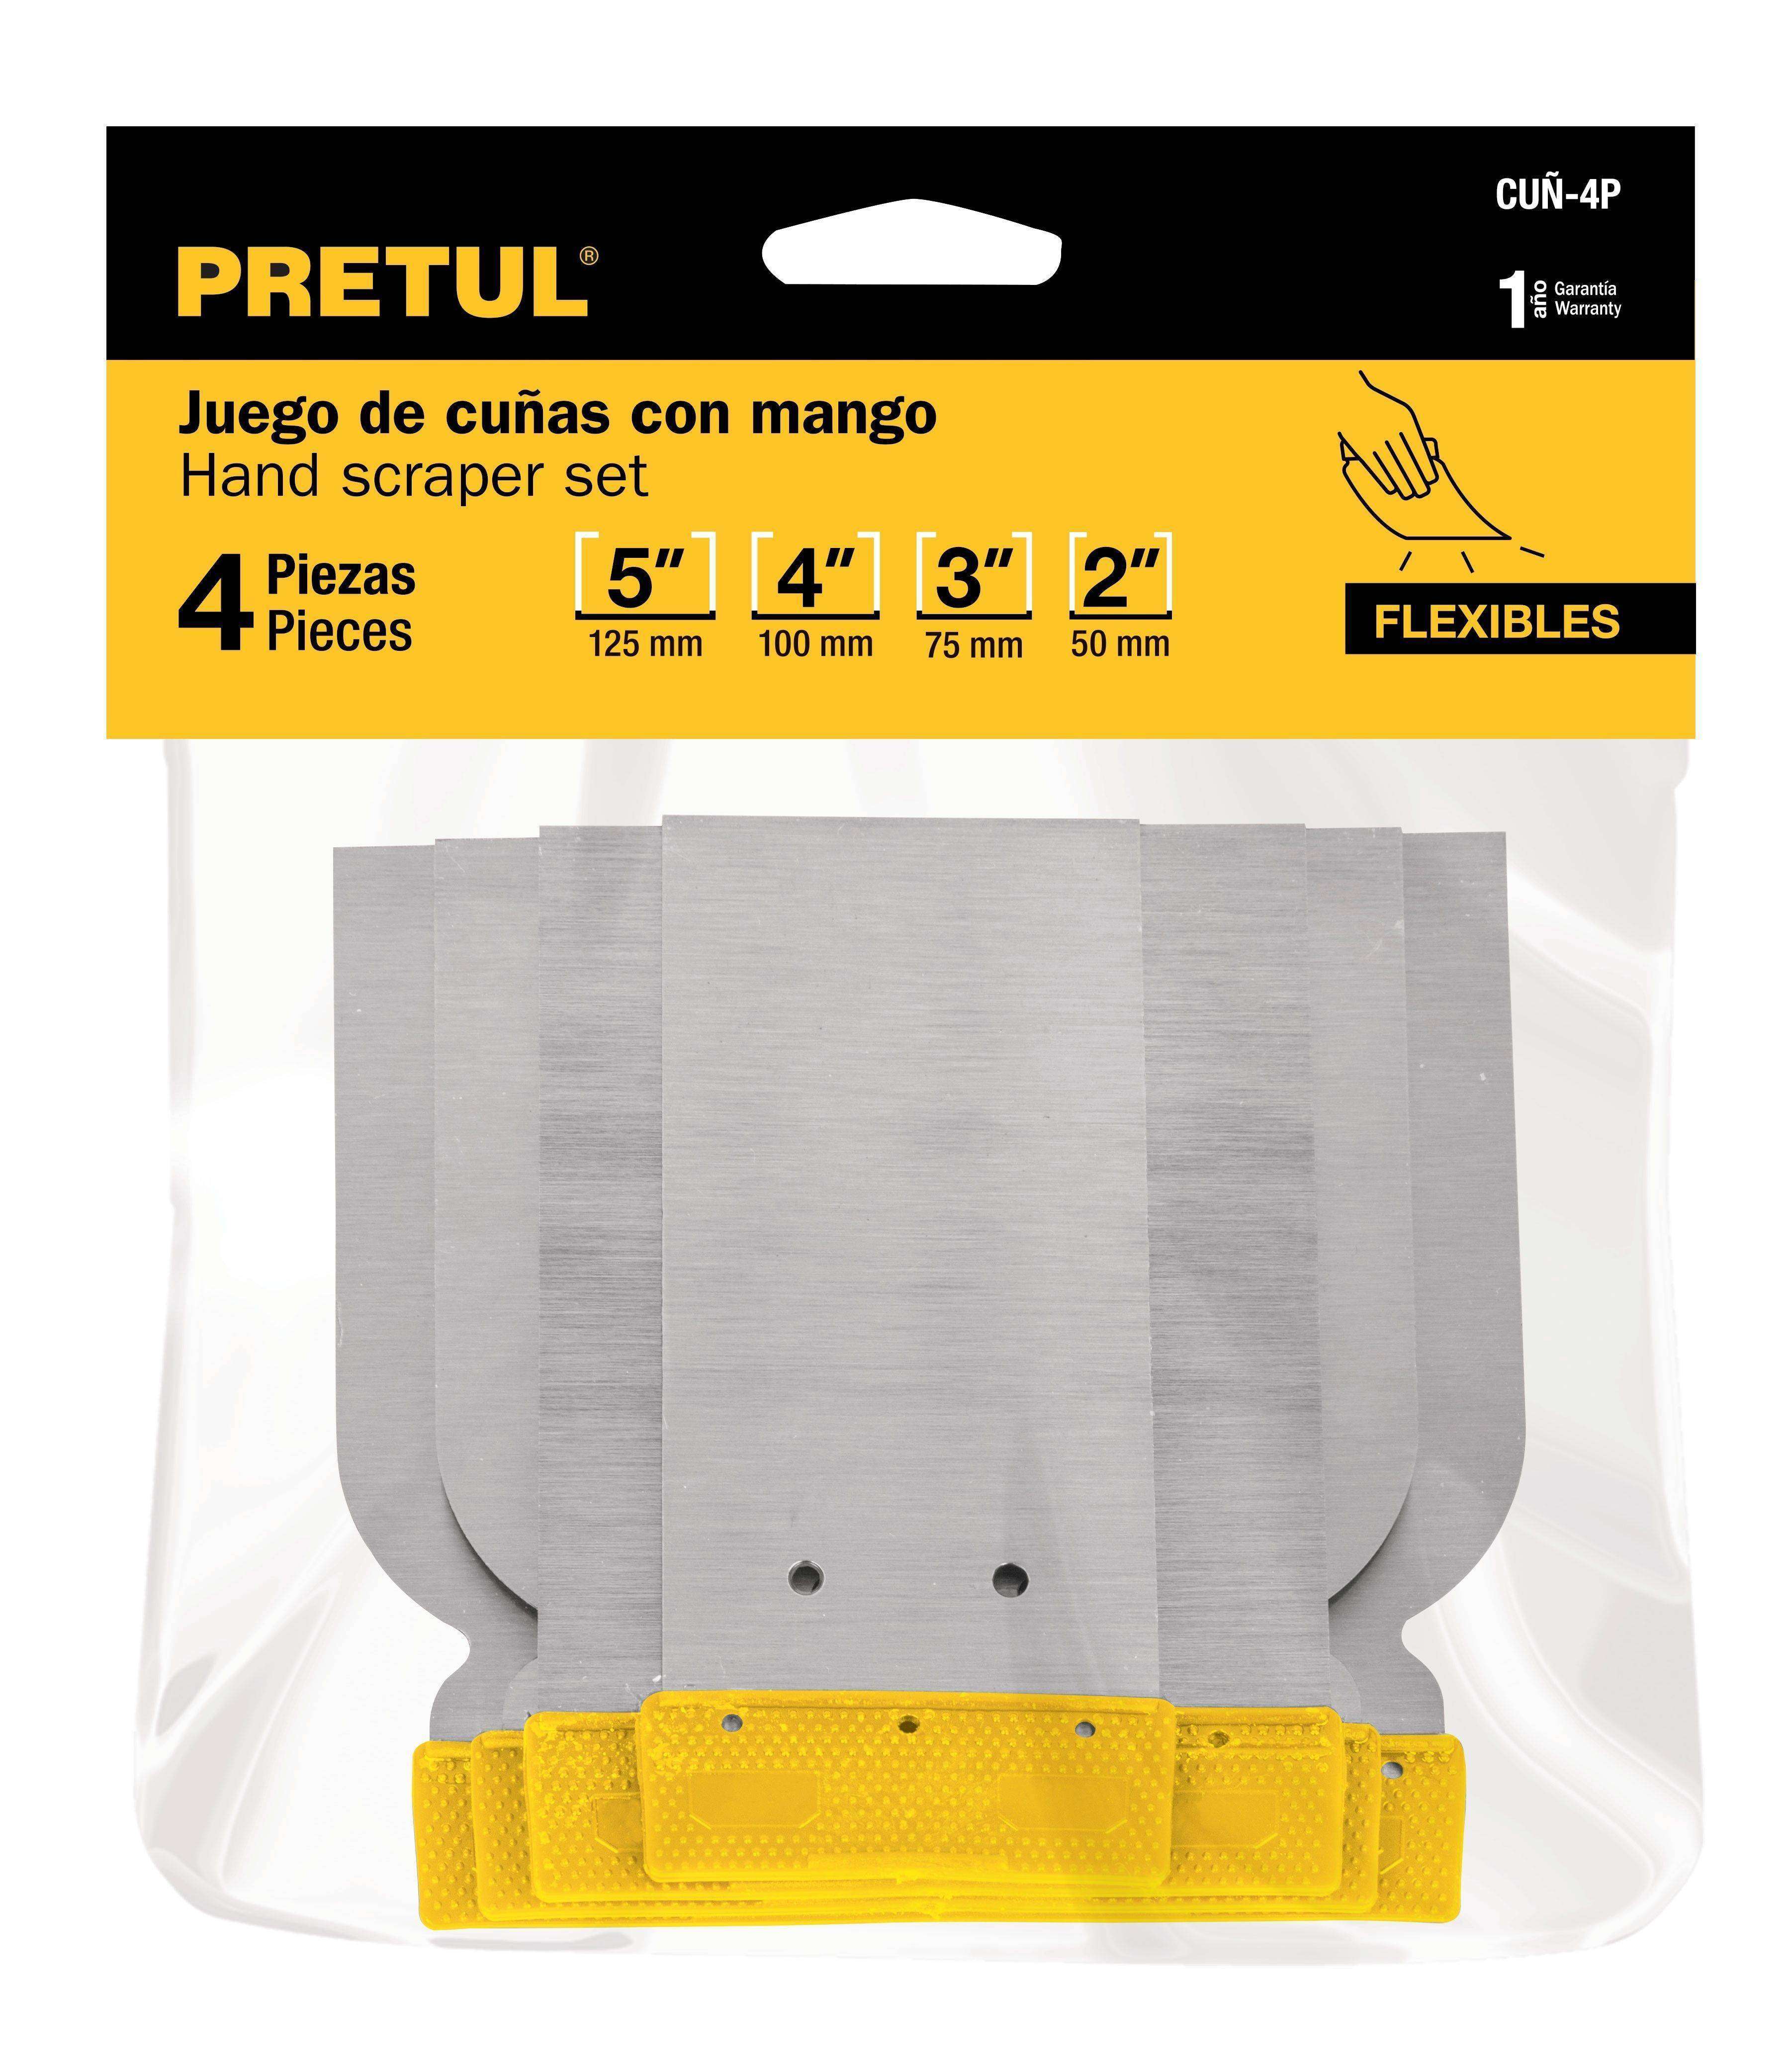 CUÑ-4P
PRETUL®
1 año Garantía
Warranty
Juego de cuñas con mango
Hand scraper set
4 Piezas
Pieces
5" 4" 3" 2"
125 mm 100 mm 75 mm 50 mm
FLEXIBLES